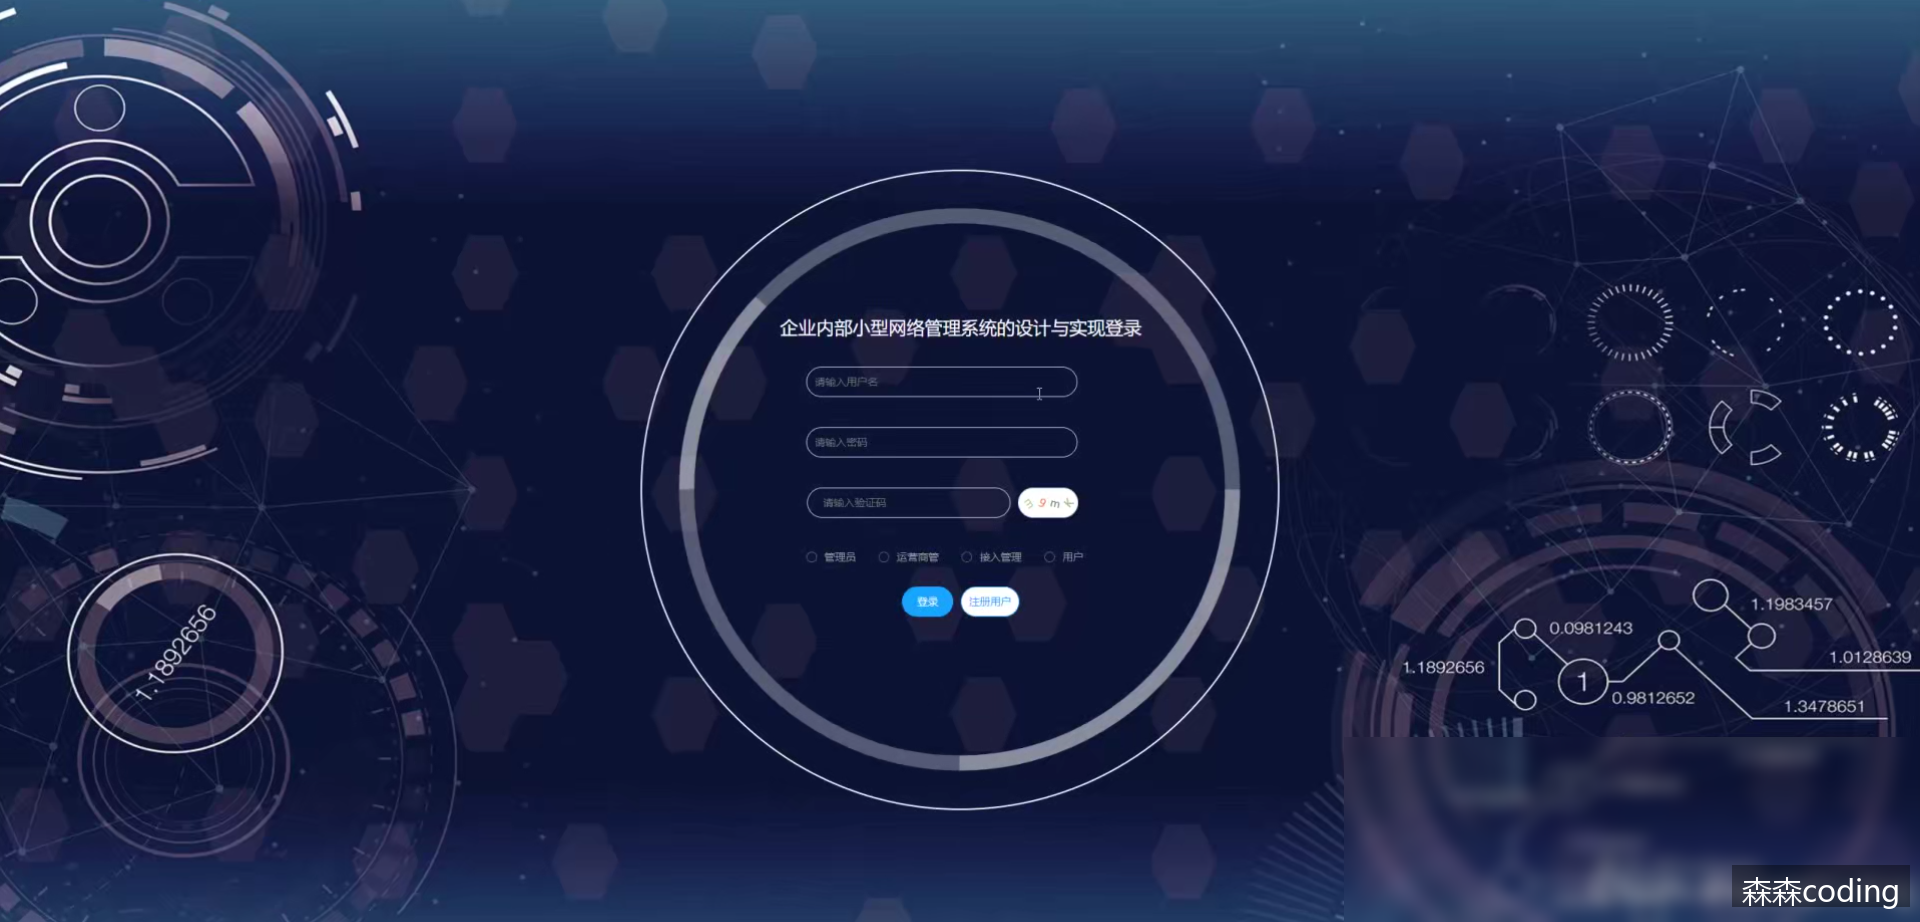 企业内部小型网络管理系统的设计与实现登录
请输入用户名
请输入密码
请输入验证码
9 m
管理员 运营商管 接入管理 用户
登录 注册用户
1.1892656
1.1983457
0.0981243
1.0128639
1.1892656
1
0.9812652
1.3478651
森森coding